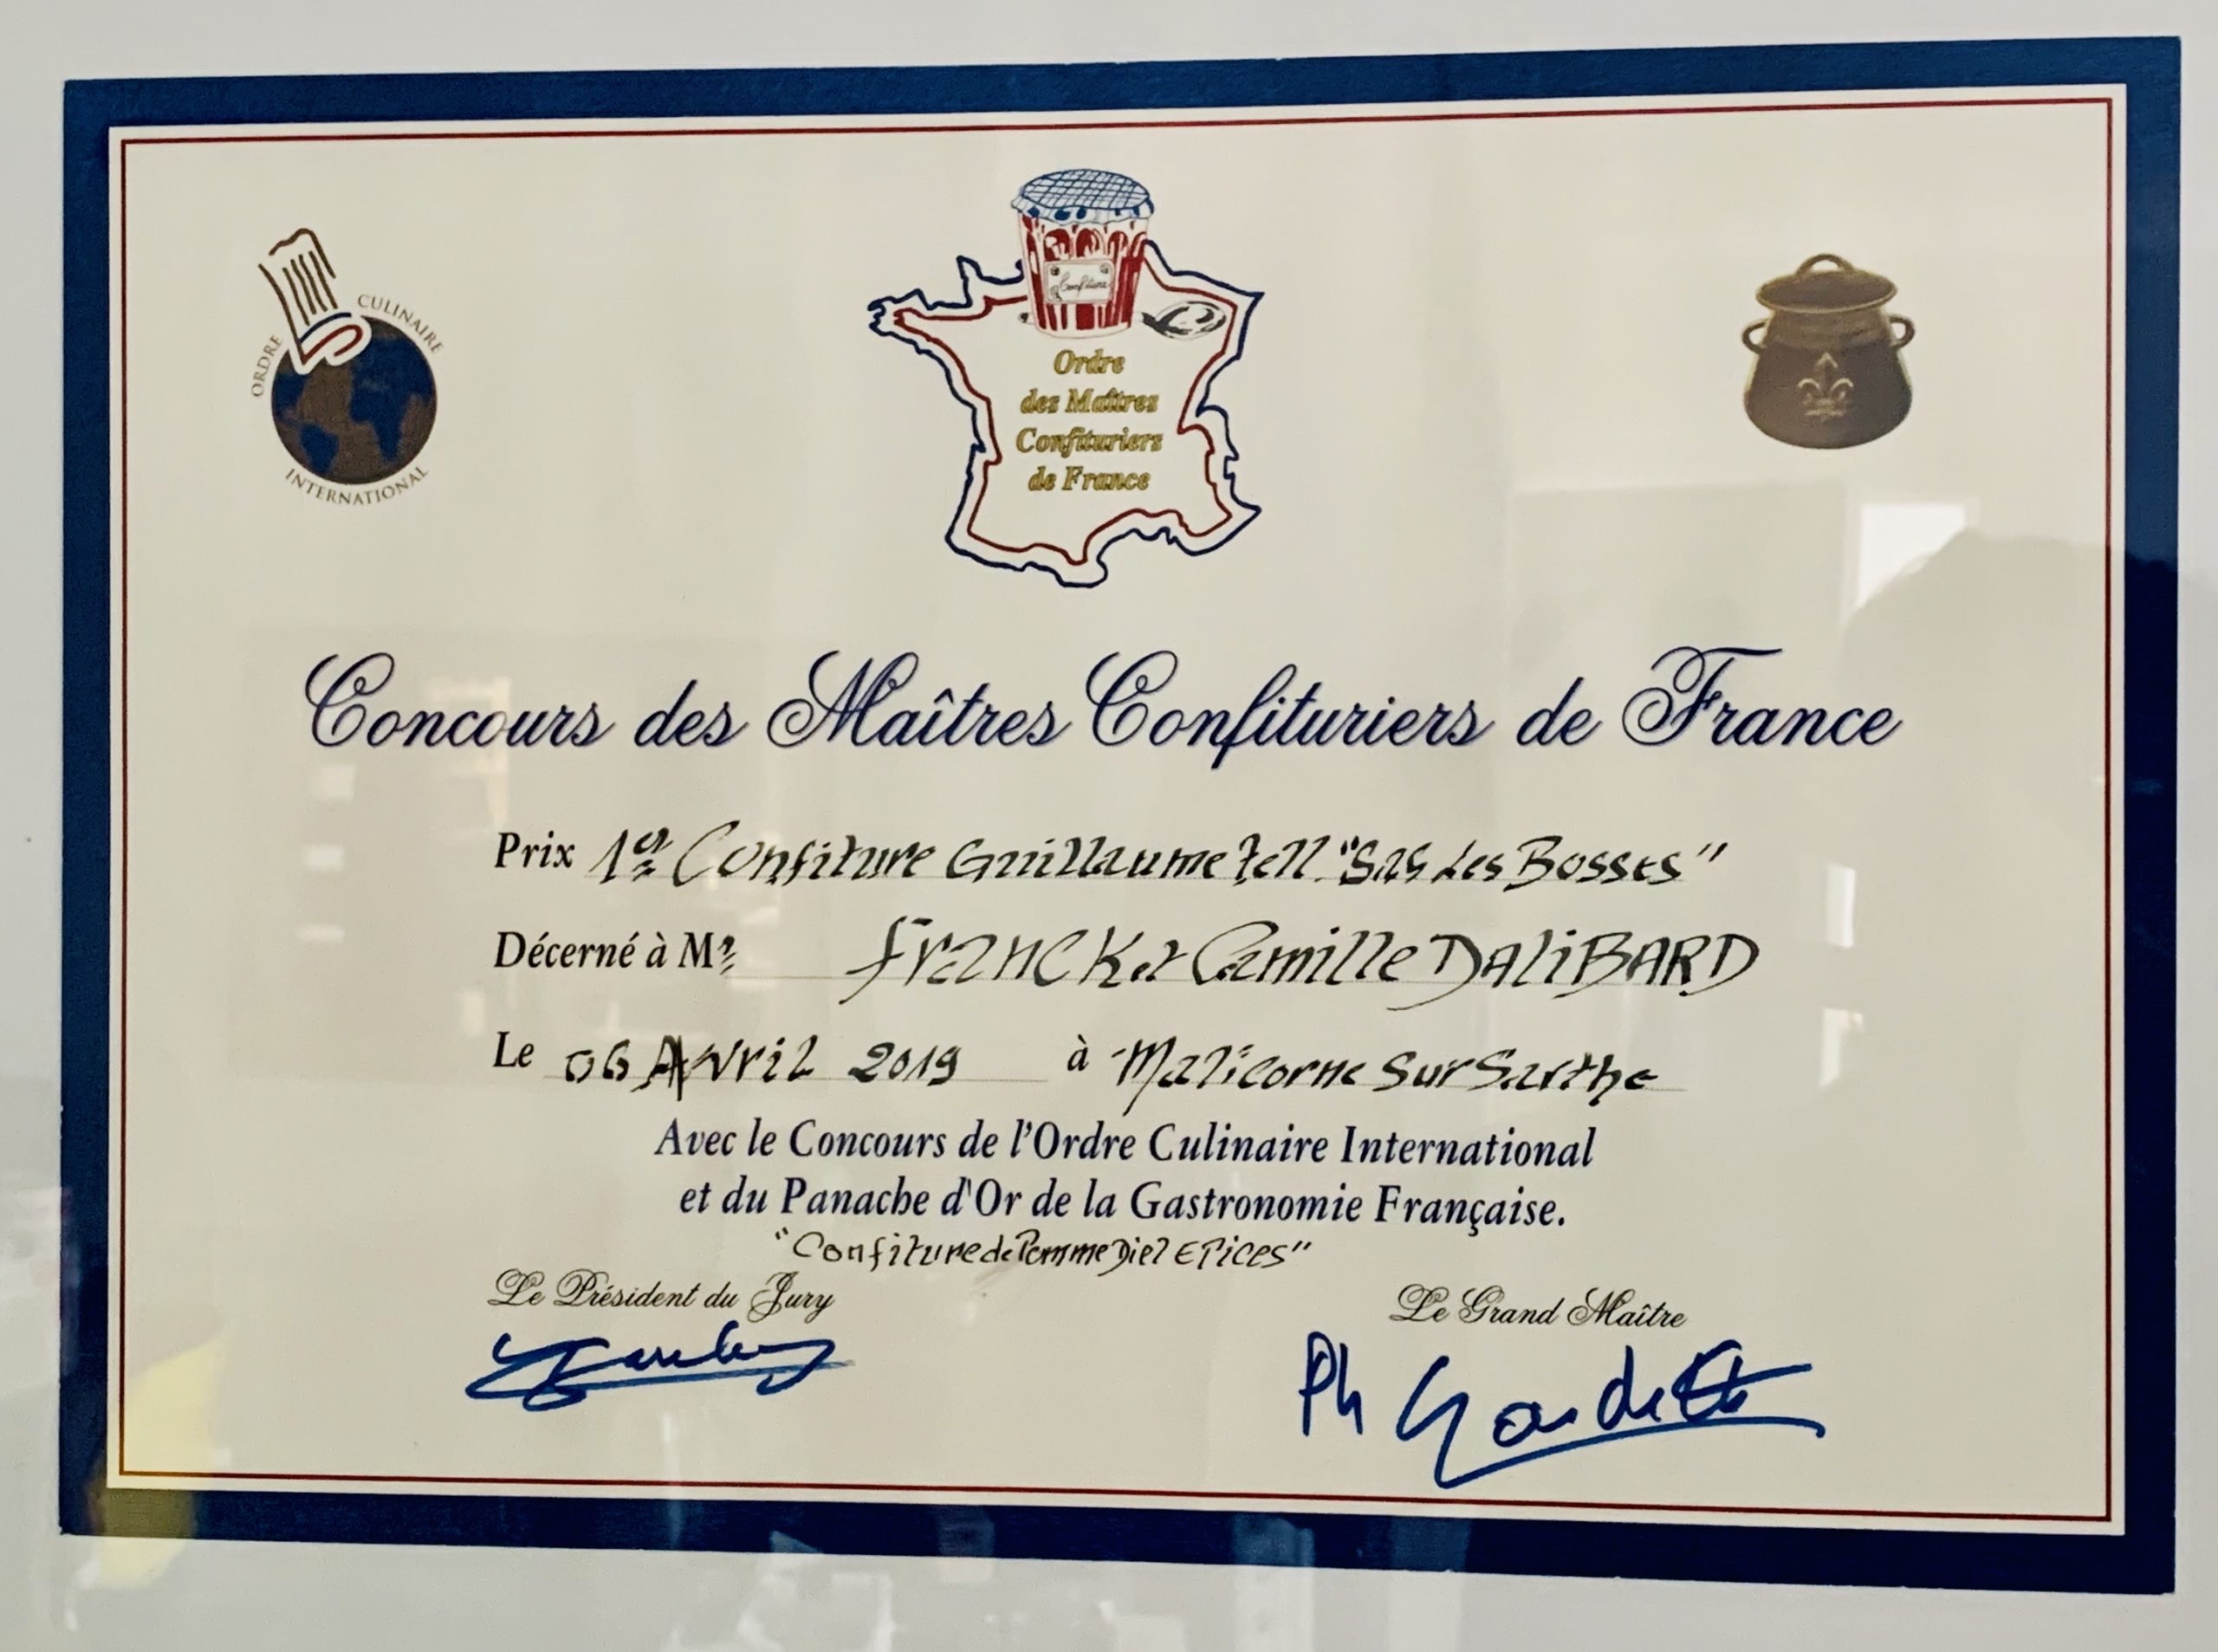 ORDRE CULINAIRE
INTERNATIONAL
Confiture
Ordre
des Maîtres
Confituriers
de France
Concours des Maîtres Confituriers de France
Prix 1er Confiture Guillaume Tell "SAS Les Bosses"
Décerné à Mr FRANCK et Camille DALiBARD
Le 06 AVril 2019 à Malicorne Sur Sarthe
Avec le Concours de l'Ordre Culinaire International
et du Panache d'Or de la Gastronomie Française.
"Confiture de Pomme Miel EPices"
Le Président du Jury
Le Grand Maître
Ph